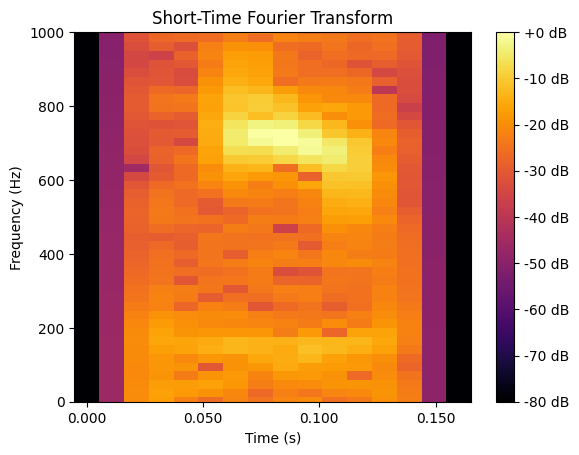 Short-Time Fourier Transform
1000
800
600
400
200
0
Frequency (Hz)
0.000
0.050
0.100
0.150
Time (s)
+0 dB
-10 dB
-20 dB
-30 dB
-40 dB
-50 dB
-60 dB
-70 dB
-80 dB